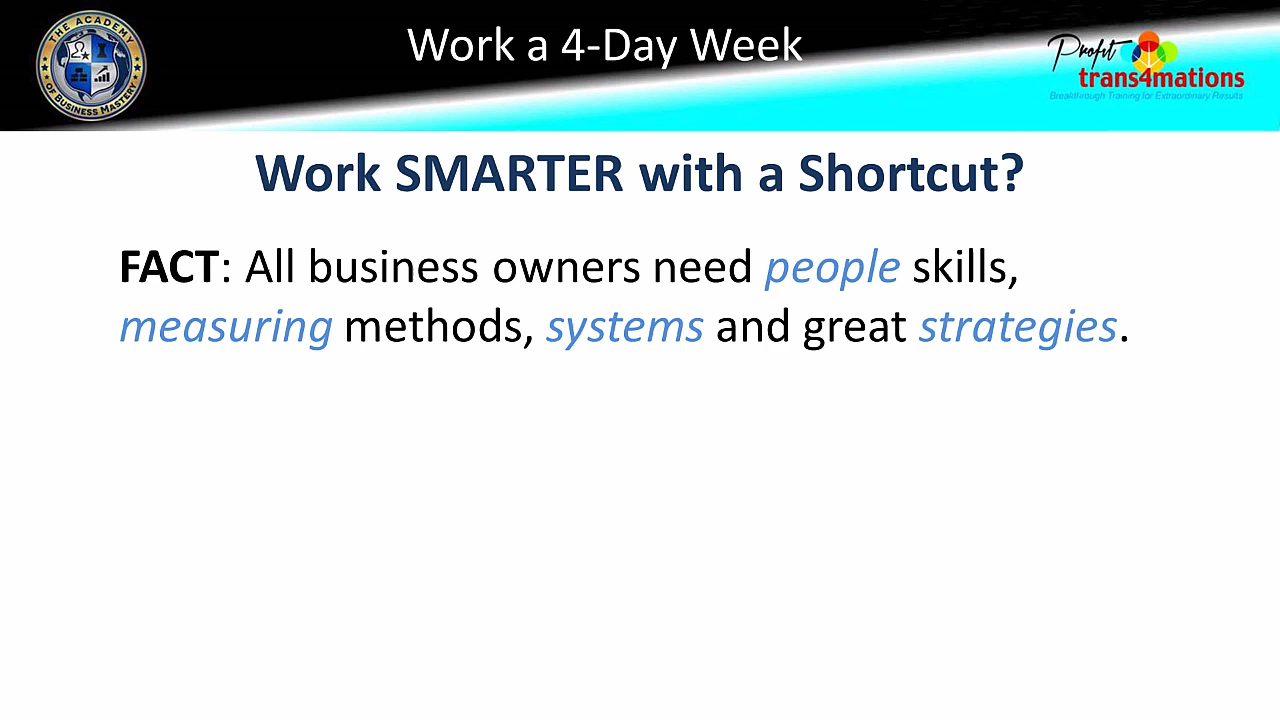 THE ACADEMY
OF BUSINESS MASTERY
Work a 4-Day Week
Profit
trans4mations
Breakthrough Training for Extraordinary Results
Work SMARTER with a Shortcut?
FACT: All business owners need people skills,
measuring methods, systems and great strategies.